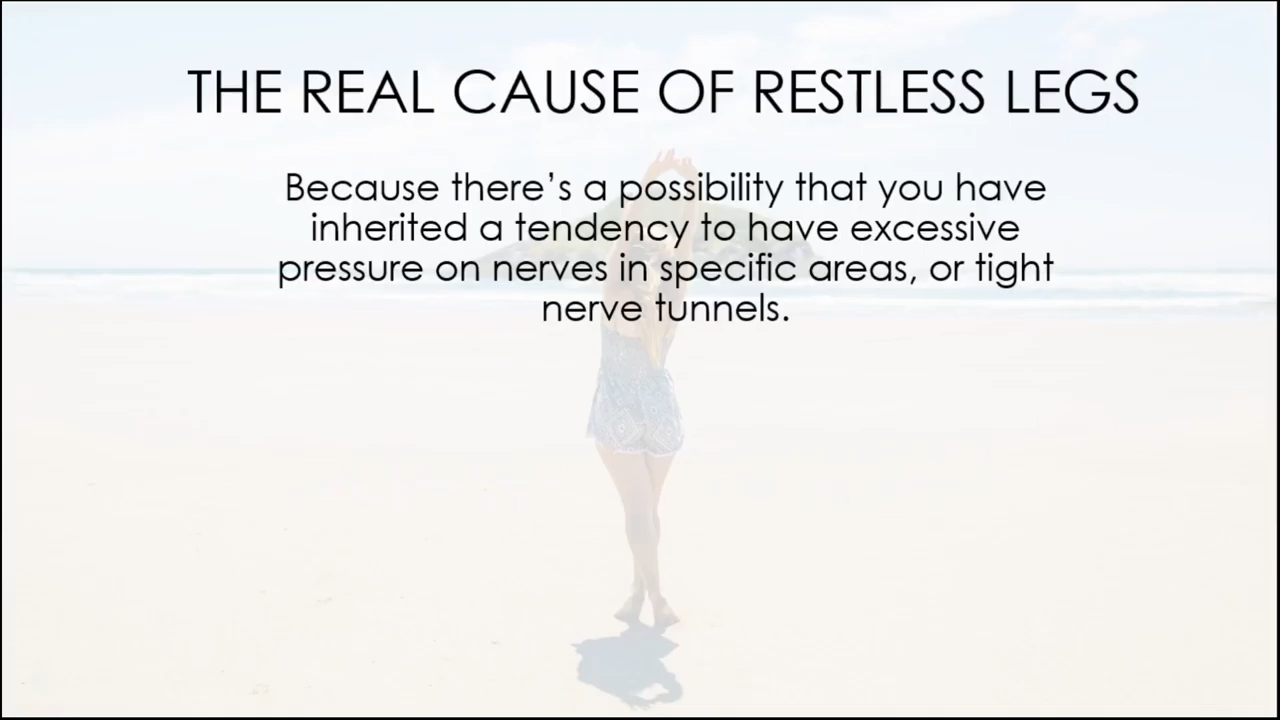 THE REAL CAUSE OF RESTLESS LEGS
Because there’s a possibility that you have
inherited a tendency to have excessive
pressure on nerves in specific areas, or tight
nerve tunnels.